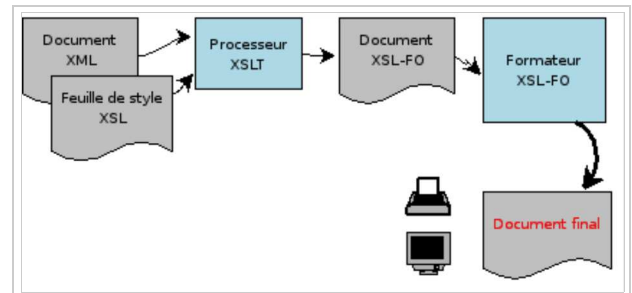 Document
XML
Feuille de style
XSL
Processeur
XSLT
Document
XSL-FO
Formateur
XSL-FO
Document final